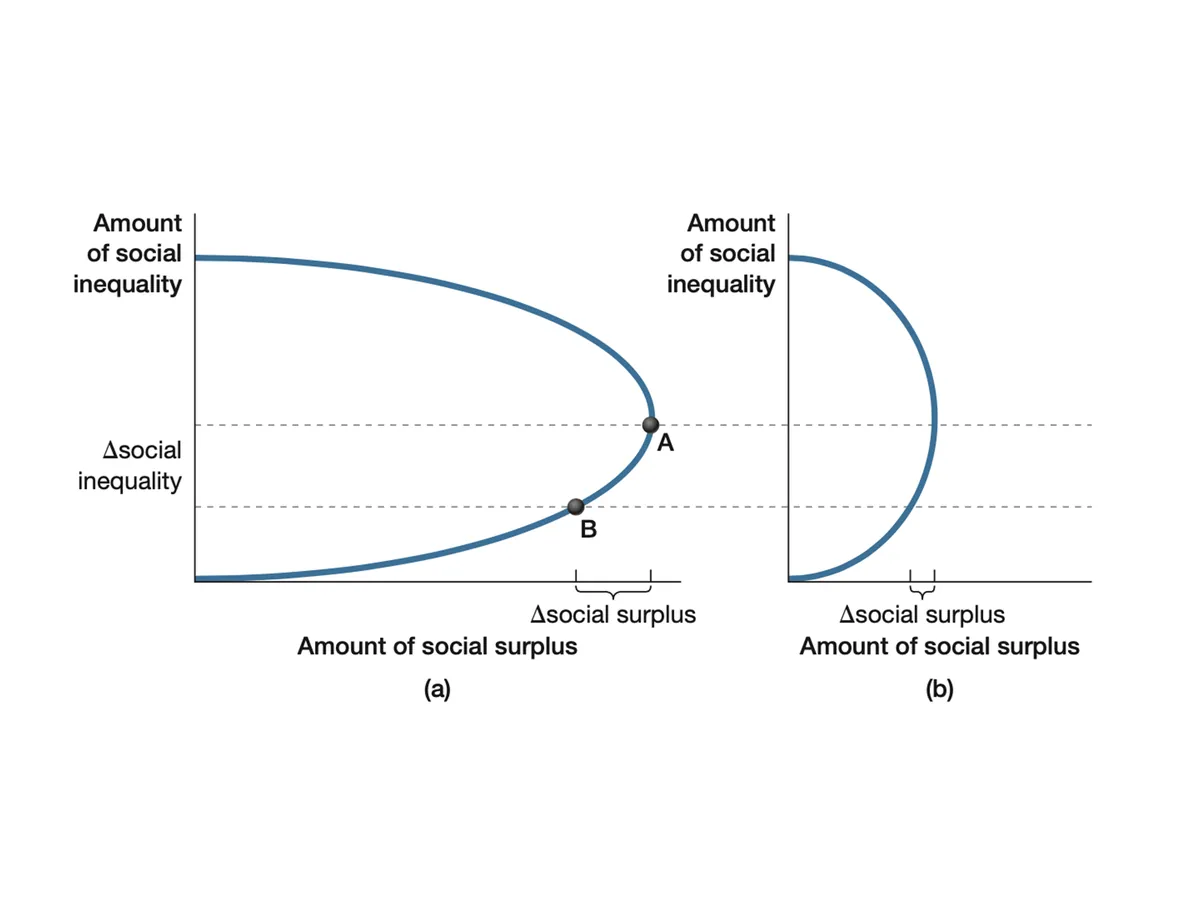 Amount
of social
inequality
Δsocial
inequality
A
B
Δsocial surplus
Amount of social surplus
(a)
Amount
of social
inequality
Δsocial surplus
Amount of social surplus
(b)